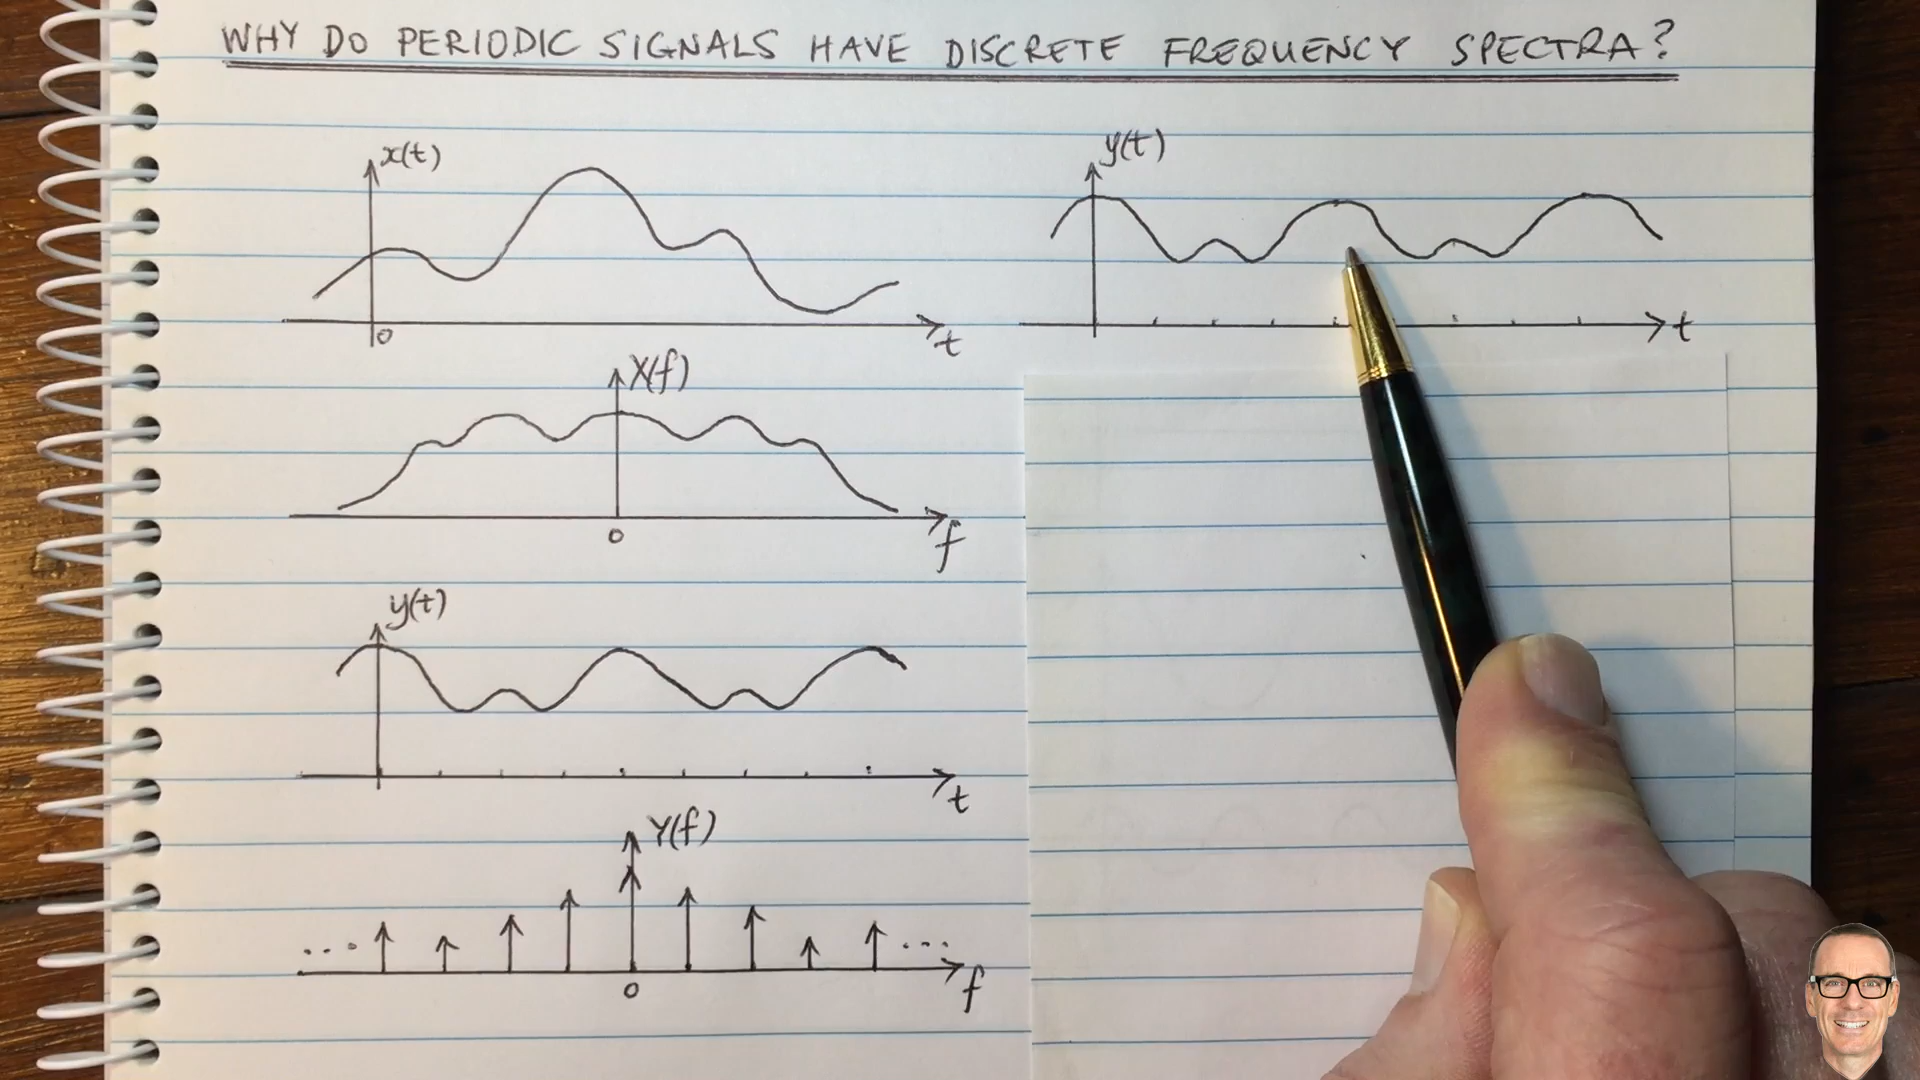 WHY DO PERIODIC SIGNALS HAVE DISCRETE FREQUENCY SPECTRA?
x(t)
0
t
X(f)
0
f
y(t)
t
Y(f)
...
...
0
f
y(t)
t